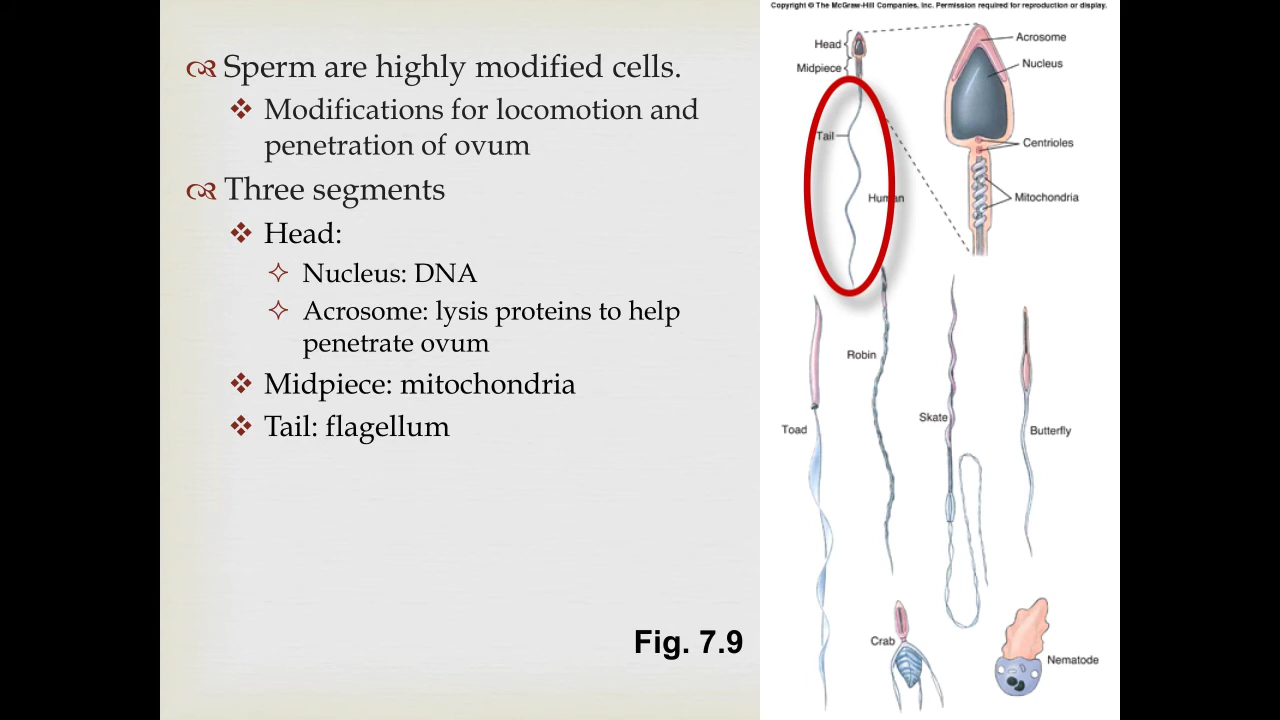 Sperm are highly modified cells.
Modifications for locomotion and
penetration of ovum
Three segments
Head:
Nucleus: DNA
Acrosome: lysis proteins to help
penetrate ovum
Midpiece: mitochondria
Tail: flagellum
Fig. 7.9
Copyright © The McGraw-Hill Companies, Inc. Permission required for reproduction or display.
Head
Midpiece
Tail
Human
Acrosome
Nucleus
Centrioles
Mitochondria
Toad
Robin
Skate
Butterfly
Crab
Nematode